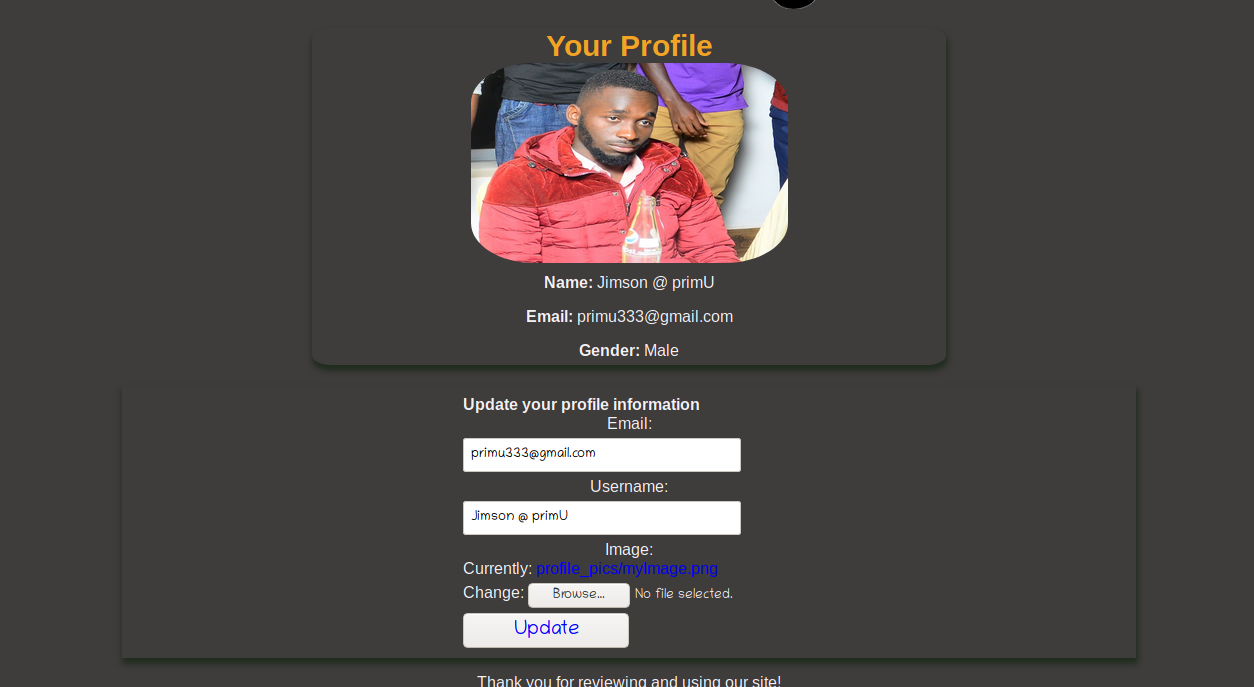 Your Profile
Name: Jimson @ primU
Email: primu333@gmail.com
Gender: Male
Update your profile information
Email:
primu333@gmail.com
Username:
Jimson @ primU
Image:
Currently: profile_pics/myImage.png
Change: Browse... No file selected.
Update
Thank you for reviewing and using our site!